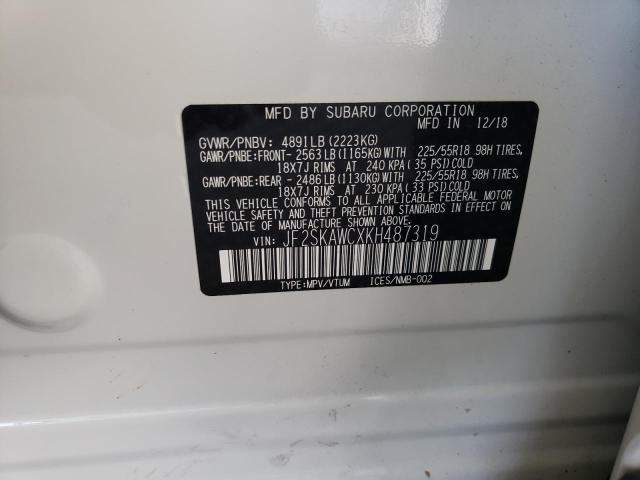 MFD BY SUBARU CORPORATION
MFD IN 12/18
GVWR/PNBV: 4891LB(2223KG)
GAWR/PNBE:FRONT- 2563LB(1165KG)WITH 225/55R18 98H TIRES,
18X7J RIMS AT 240 KPA(35 PSI)COLD
GAWR/PNBE:REAR - 2486LB(1130KG)WITH 225/55R18 98H TIRES,
18X7J RIMS AT 230 KPA(33 PSI)COLD
THIS VEHICLE CONFORMS TO ALL APPLICABLE FEDERAL MOTOR
VEHICLE SAFETY AND THEFT PREVENTION STANDARDS IN EFFECT ON
THE DATE OF MANUFACTURE SHOWN ABOVE.
VIN: JF2SKAWCXKH487319
TYPE:MPV/VTUM ICES/NMB-002